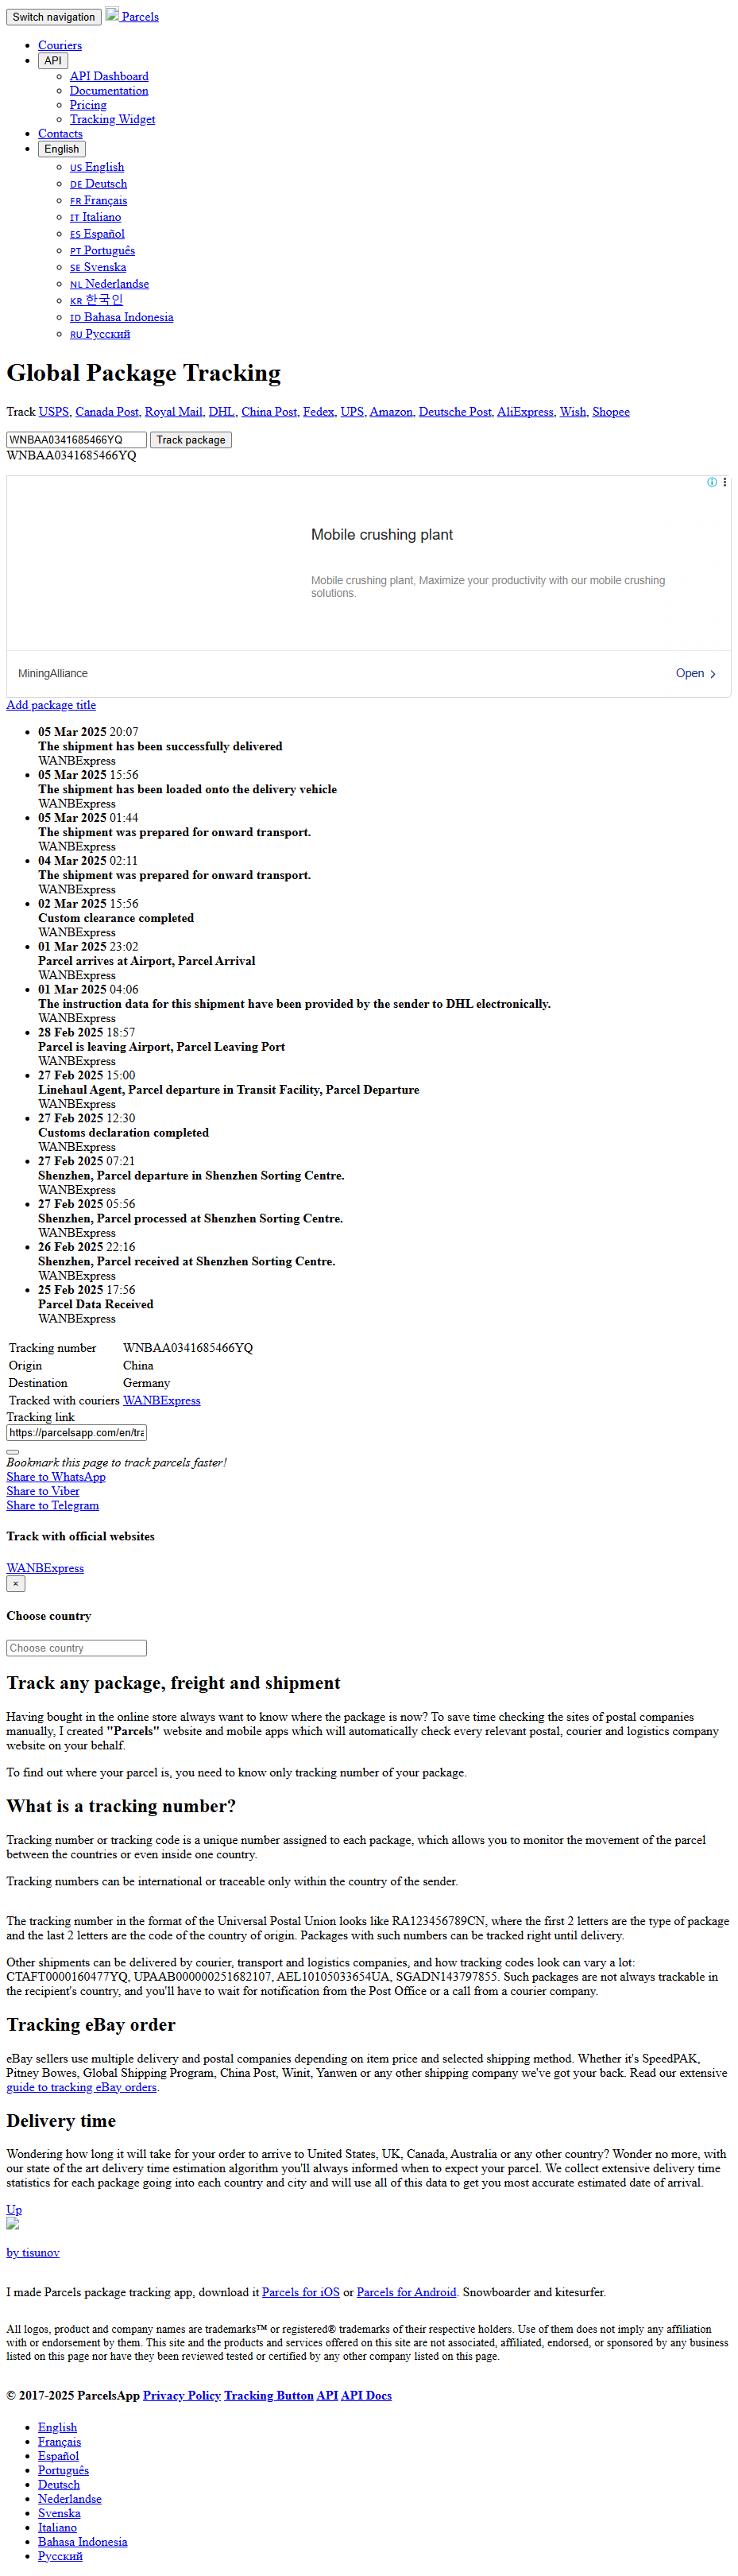 Switch navigation Parcels
Couriers
API
API Dashboard
Documentation
Pricing
Tracking Widget
Contacts
English
US English
DE Deutsch
FR Français
IT Italiano
ES Español
PT Português
SE Svenska
NL Nederlandse
KR 한국인
ID Bahasa Indonesia
RU Русский
Global Package Tracking
Track USPS, Canada Post, Royal Mail, DHL, China Post, Fedex, UPS, Amazon, Deutsche Post, AliExpress, Wish, Shopee
WNBAA0341685466YQ Track package
WNBAA0341685466YQ
Mobile crushing plant
Mobile crushing plant, Maximize your productivity with our mobile crushing
solutions.
MiningAlliance Open
Add package title
05 Mar 2025 20:07
The shipment has been successfully delivered
WANBExpress
05 Mar 2025 15:56
The shipment has been loaded onto the delivery vehicle
WANBExpress
05 Mar 2025 01:44
The shipment was prepared for onward transport.
WANBExpress
04 Mar 2025 02:11
The shipment was prepared for onward transport.
WANBExpress
02 Mar 2025 15:56
Custom clearance completed
WANBExpress
01 Mar 2025 23:02
Parcel arrives at Airport, Parcel Arrival
WANBExpress
01 Mar 2025 04:06
The instruction data for this shipment have been provided by the sender to DHL electronically.
WANBExpress
28 Feb 2025 18:57
Parcel is leaving Airport, Parcel Leaving Port
WANBExpress
27 Feb 2025 15:00
Linehaul Agent, Parcel departure in Transit Facility, Parcel Departure
WANBExpress
27 Feb 2025 12:30
Customs declaration completed
WANBExpress
27 Feb 2025 07:21
Shenzhen, Parcel departure in Shenzhen Sorting Centre.
WANBExpress
27 Feb 2025 05:56
Shenzhen, Parcel processed at Shenzhen Sorting Centre.
WANBExpress
26 Feb 2025 22:16
Shenzhen, Parcel received at Shenzhen Sorting Centre.
WANBExpress
25 Feb 2025 17:56
Parcel Data Received
WANBExpress
Tracking number WNBAA0341685466YQ
Origin China
Destination Germany
Tracked with couriers WANBExpress
Tracking link
https://parcelsapp.com/en/tra
Bookmark this page to track parcels faster!
Share to WhatsApp
Share to Viber
Share to Telegram
Track with official websites
WANBExpress
×
Choose country
Choose country
Track any package, freight and shipment
Having bought in the online store always want to know where the package is now? To save time checking the sites of postal companies
manually, I created "Parcels" website and mobile apps which will automatically check every relevant postal, courier and logistics company
website on your behalf.
To find out where your parcel is, you need to know only tracking number of your package.
What is a tracking number?
Tracking number or tracking code is a unique number assigned to each package, which allows you to monitor the movement of the parcel
between the countries or even inside one country.
Tracking numbers can be international or traceable only within the country of the sender.
The tracking number in the format of the Universal Postal Union looks like RA123456789CN, where the first 2 letters are the type of package
and the last 2 letters are the code of the country of origin. Packages with such numbers can be tracked right until delivery.
Other shipments can be delivered by courier, transport and logistics companies, and how tracking codes look can vary a lot:
CTAFT0000160477YQ, UPAAB000000251682107, AEL10105033654UA, SGADN143797855. Such packages are not always trackable in
the recipient's country, and you'll have to wait for notification from the Post Office or a call from a courier company.
Tracking eBay order
eBay sellers use multiple delivery and postal companies depending on item price and selected shipping method. Whether it's SpeedPAK,
Pitney Bowes, Global Shipping Program, China Post, Winit, Yanwen or any other shipping company we've got your back. Read our extensive
guide to tracking eBay orders.
Delivery time
Wondering how long it will take for your order to arrive to United States, UK, Canada, Australia or any other country? Wonder no more, with
our state of the art delivery time estimation algorithm you'll always informed when to expect your parcel. We collect extensive delivery time
statistics for each package going into each country and city and will use all of this data to get you most accurate estimated date of arrival.
Up
by tisunov
I made Parcels package tracking app, download it Parcels for iOS or Parcels for Android. Snowboarder and kitesurfer.
All logos, product and company names are trademarks™ or registered® trademarks of their respective holders. Use of them does not imply any affiliation
with or endorsement by them. This site and the products and services offered on this site are not associated, affiliated, endorsed, or sponsored by any business
listed on this page nor have they been reviewed tested or certified by any other company listed on this page.
© 2017-2025 ParcelsApp Privacy Policy Tracking Button API API Docs
English
Français
Español
Português
Deutsch
Nederlandse
Svenska
Italiano
Bahasa Indonesia
Русский